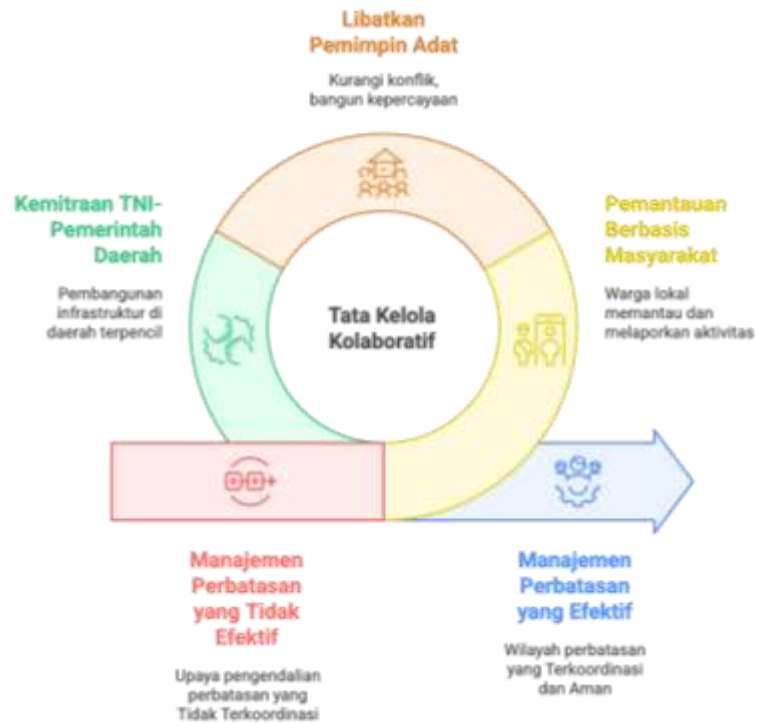 Libatkan
Pemimpin Adat
Kurangi konflik,
bangun kepercayaan
Kemitraan TNI-
Pemerintah
Daerah
Pembangunan
infrastruktur di
daerah terpencil
Pemantauan
Berbasis
Masyarakat
Warga lokal
memantau dan
melaporkan aktivitas
Tata Kelola
Kolaboratif
Manajemen
Perbatasan
yang Tidak
Efektif
Upaya pengendalian
perbatasan yang
Tidak Terkoordinasi
Manajemen
Perbatasan
yang Efektif
Wilayah perbatasan
yang Terkoordinasi
dan Aman